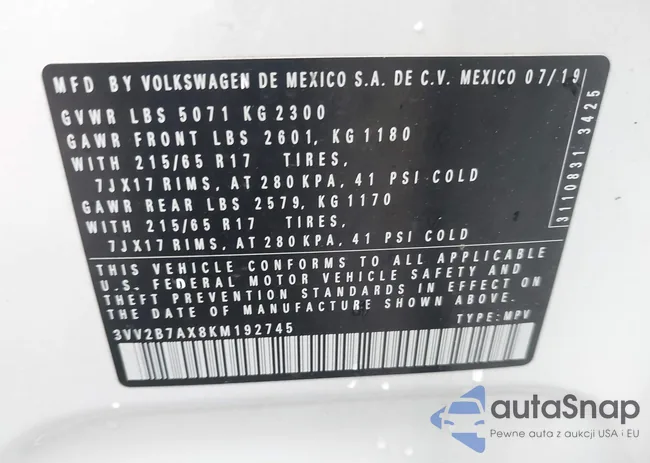 MFD BY VOLKSWAGEN DE MEXICO S.A. DE C.V. MEXICO 07/19
GVWR LBS 5071 KG 2300
GAWR FRONT LBS 2601, KG 1180
WITH 215/65 R17 TIRES,
7JX17 RIMS, AT 280 KPA, 41 PSI COLD
GAWR REAR LBS 2579, KG 1170
WITH 215/65 R17 TIRES,
7JX17 RIMS, AT 280 KPA, 41 PSI COLD
THIS VEHICLE CONFORMS TO ALL APPLICABLE
U.S. FEDERAL MOTOR VEHICLE SAFETY AND
THEFT PREVENTION STANDARDS IN EFFECT ON
THE DATE OF MANUFACTURE SHOWN ABOVE.
3VV2B7AX8KM192745 TYPE: MPV
3110831 3425
autaSnap
Pewne auta z aukcji USA i EU